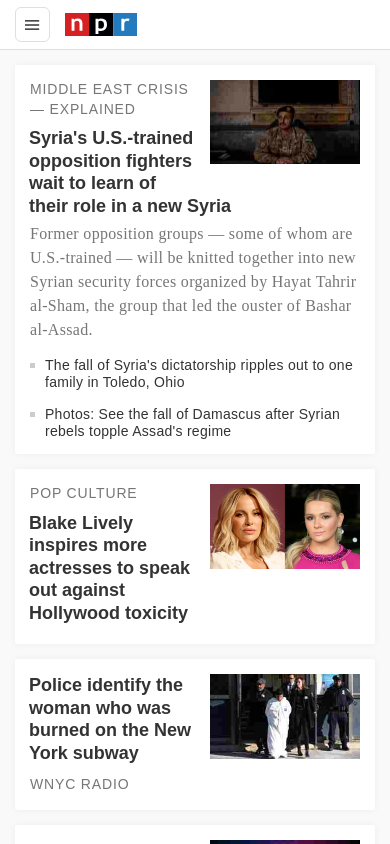 npr
MIDDLE EAST CRISIS
— EXPLAINED
Syria's U.S.-trained
opposition fighters
wait to learn of
their role in a new Syria
Former opposition groups — some of whom are
U.S.-trained — will be knitted together into new
Syrian security forces organized by Hayat Tahrir
al-Sham, the group that led the ouster of Bashar
al-Assad.
The fall of Syria's dictatorship ripples out to one
family in Toledo, Ohio
Photos: See the fall of Damascus after Syrian
rebels topple Assad's regime
POP CULTURE
Blake Lively
inspires more
actresses to speak
out against
Hollywood toxicity
Police identify the
woman who was
burned on the New
York subway
WNYC RADIO